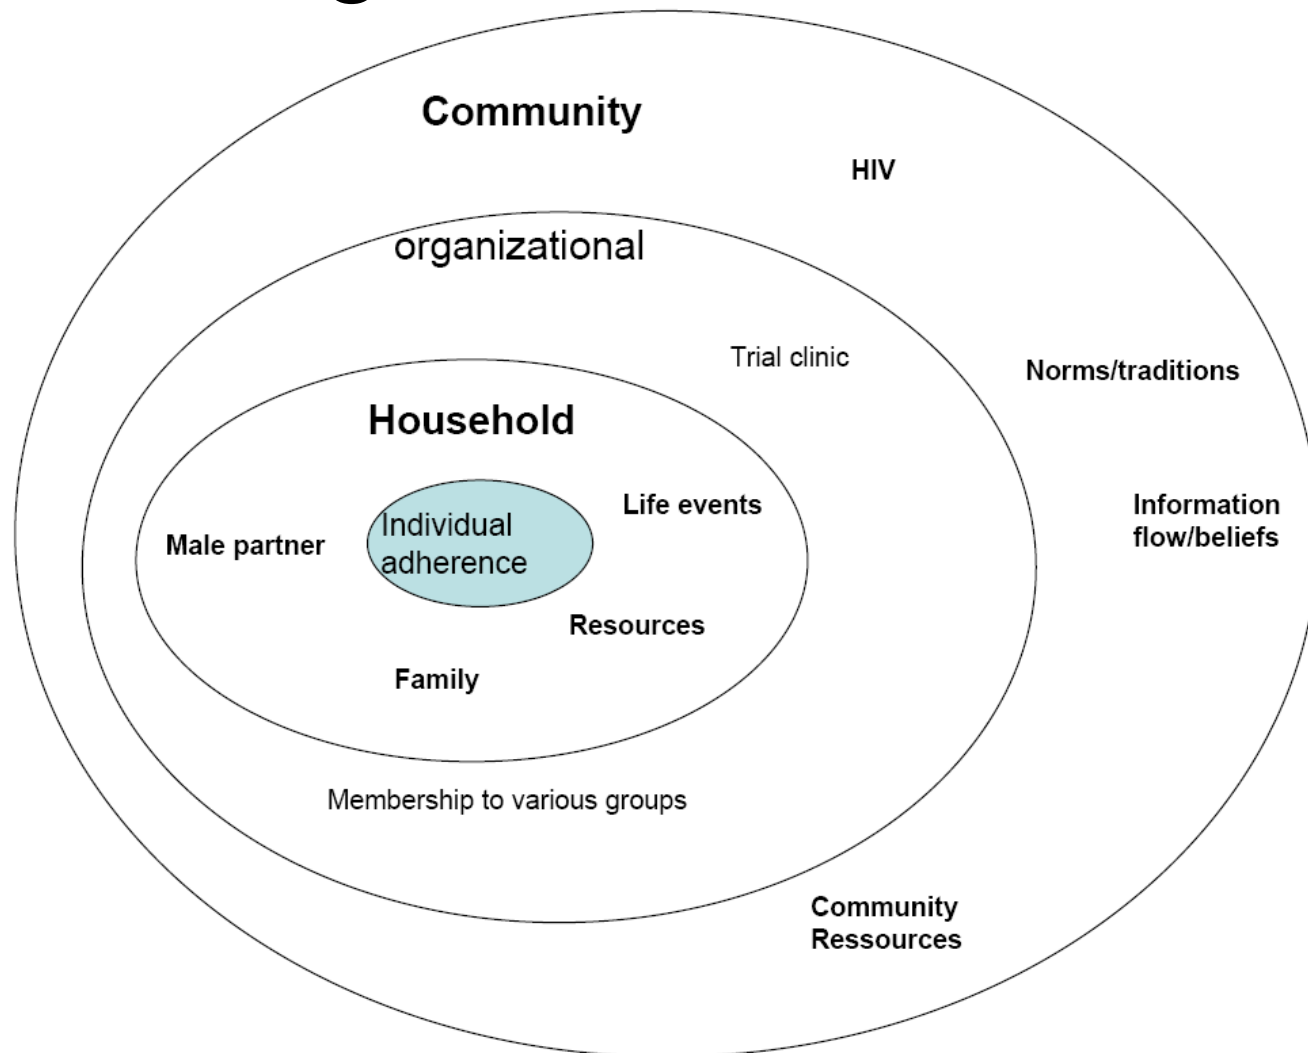 Community
HIV
organizational
Trial clinic
Norms/traditions
Household
Life events
Information
flow/beliefs
Individual
adherence
Male partner
Resources
Family
Membership to various groups
Community
Ressources